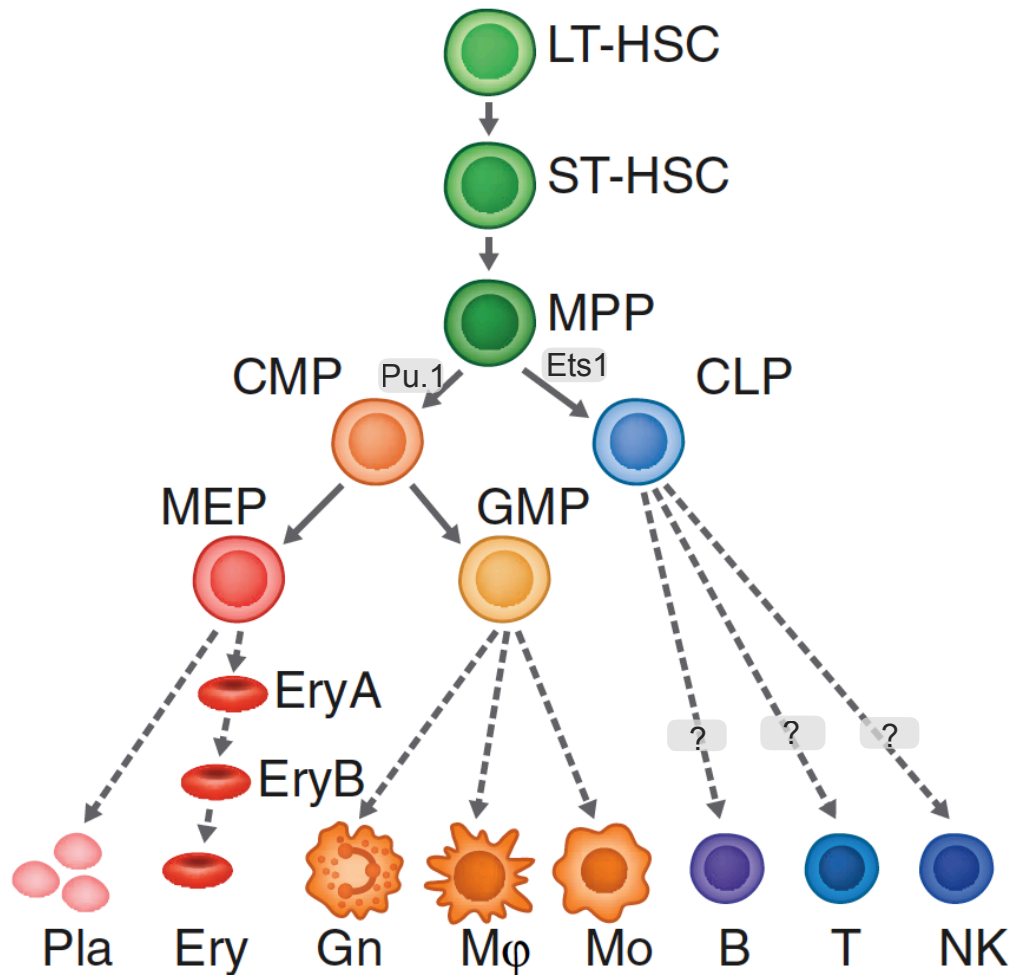 LT-HSC
ST-HSC
MPP
CMP
Pu.1
Ets1
CLP
MEP
GMP
EryA
EryB
?
?
?
Pla
Ery
Gn
Mφ
Mo
B
T
NK